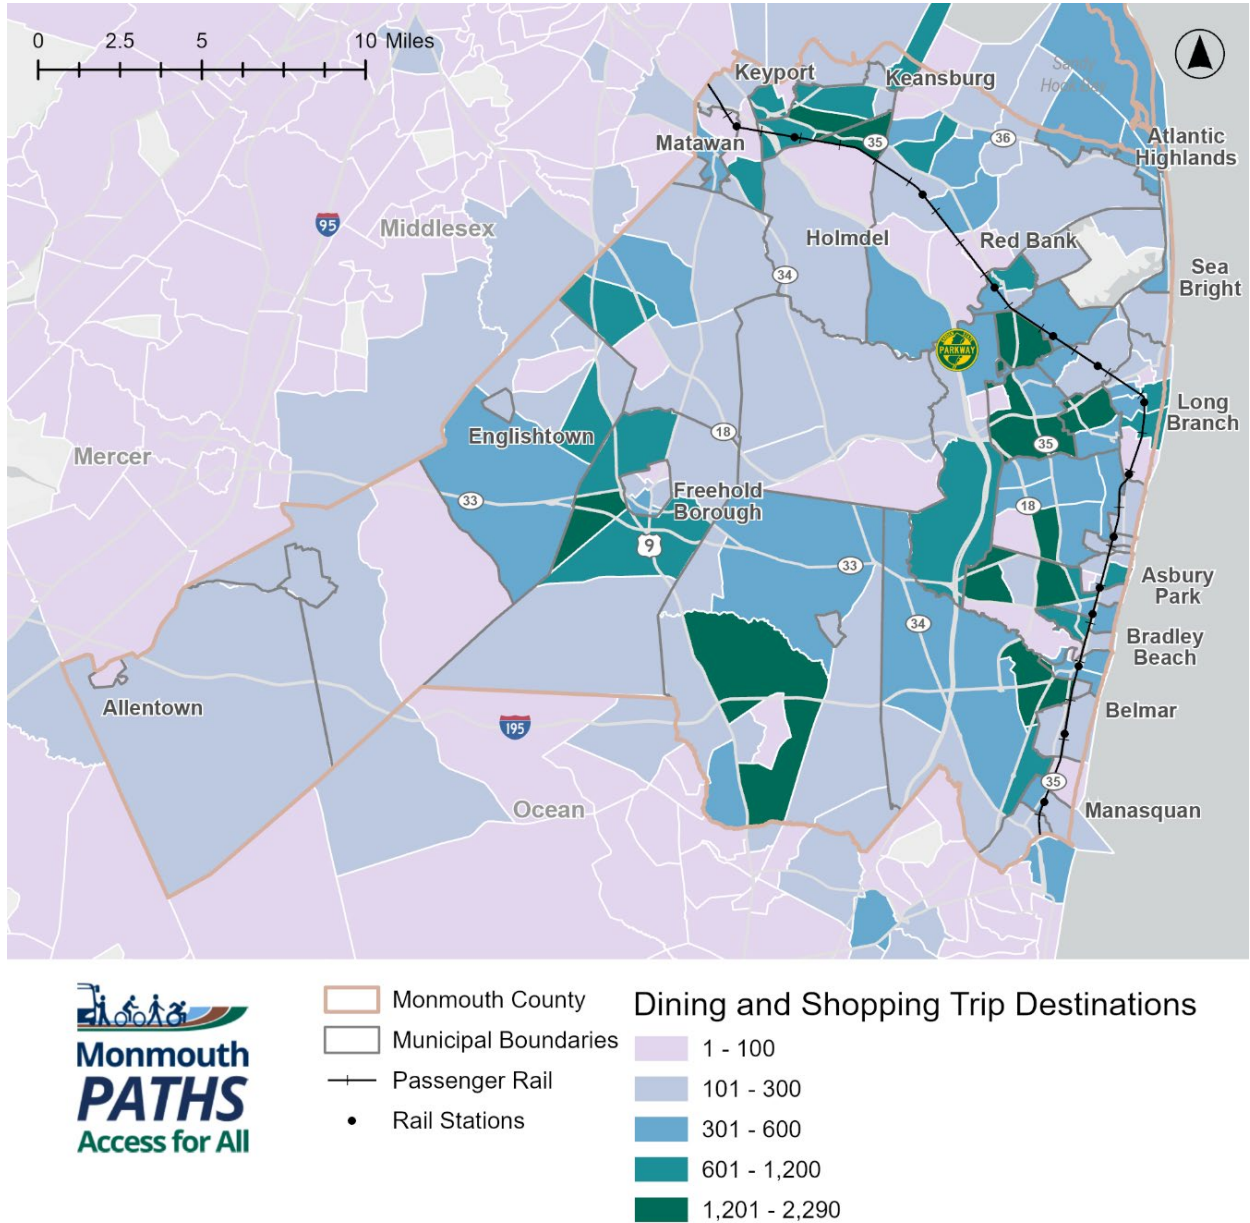 0 2.5 5 10 Miles
Keyport
Keansburg
Sandy
Hook Bay
Matawan
35
36
Atlantic
Highlands
95
Middlesex
Holmdel
Red Bank
34
Sea
Bright
PARKWAY
Long
Branch
Englishtown
18
35
Mercer
33
Freehold
Borough
18
9
33
Asbury
Park
34
Bradley
Beach
Allentown
Belmar
195
Ocean
35
Manasquan
Monmouth
PATHS
Access for All
Monmouth County
Municipal Boundaries
Passenger Rail
Rail Stations
Dining and Shopping Trip Destinations
1 - 100
101 - 300
301 - 600
601 - 1,200
1,201 - 2,290